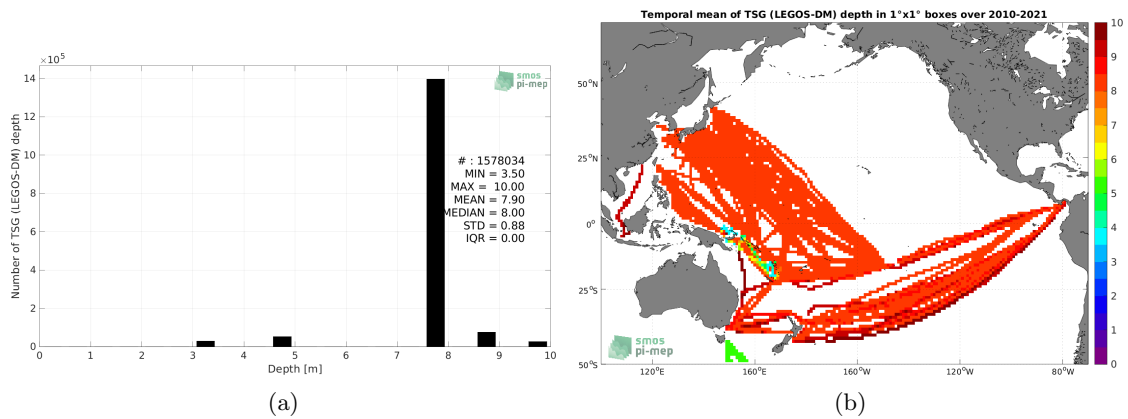 ×10⁵
14
12
10
8
6
4
2
0
Number of TSG (LEGOS-DM) depth
smos
pi-mep
# : 1578034
MIN = 3.50
MAX = 10.00
MEAN = 7.90
MEDIAN = 8.00
STD = 0.88
IQR = 0.00
0 1 2 3 4 5 6 7 8 9 10
Depth [m]
(a)
Temporal mean of TSG (LEGOS-DM) depth in 1°x1° boxes over 2010-2021
50°N
25°N
0°
25°S
50°S
120°E 160°E 160°W 120°W 80°W
smos
pi-mep
10
9
8
7
6
5
4
3
2
1
0
(b)